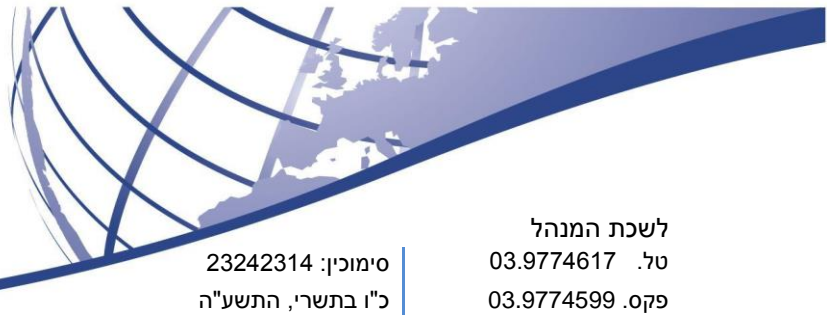 לשכת המנהל
טל. 03.9774617
סימוכין: 23242314
פקס. 03.9774599
כ"ו בתשרי, התשע"ה